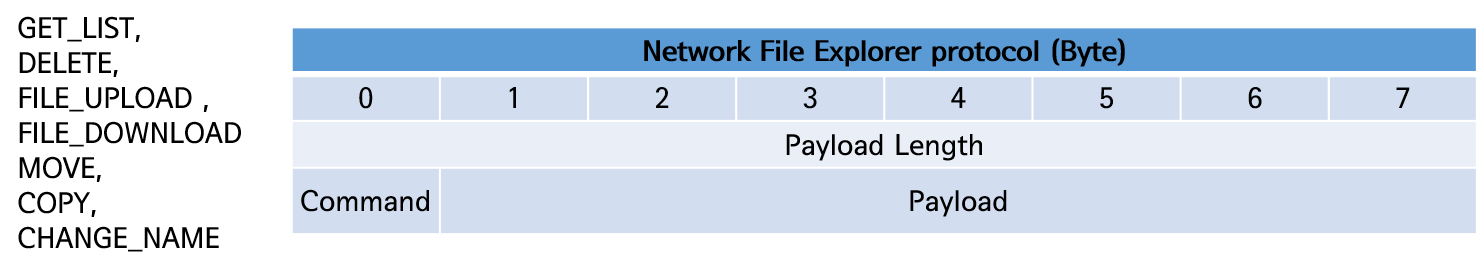 GET_LIST,
DELETE,
FILE_UPLOAD ,
FILE_DOWNLOAD
MOVE,
COPY,
CHANGE_NAME
Network File Explorer protocol (Byte)
0 1 2 3 4 5 6 7
Payload Length
Command Payload